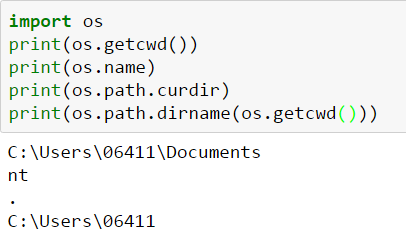 import os
print(os.getcwd())
print(os.name)
print(os.path.curdir)
print(os.path.dirname(os.getcwd()))
C:\Users\06411\Documents
nt
.
C:\Users\06411